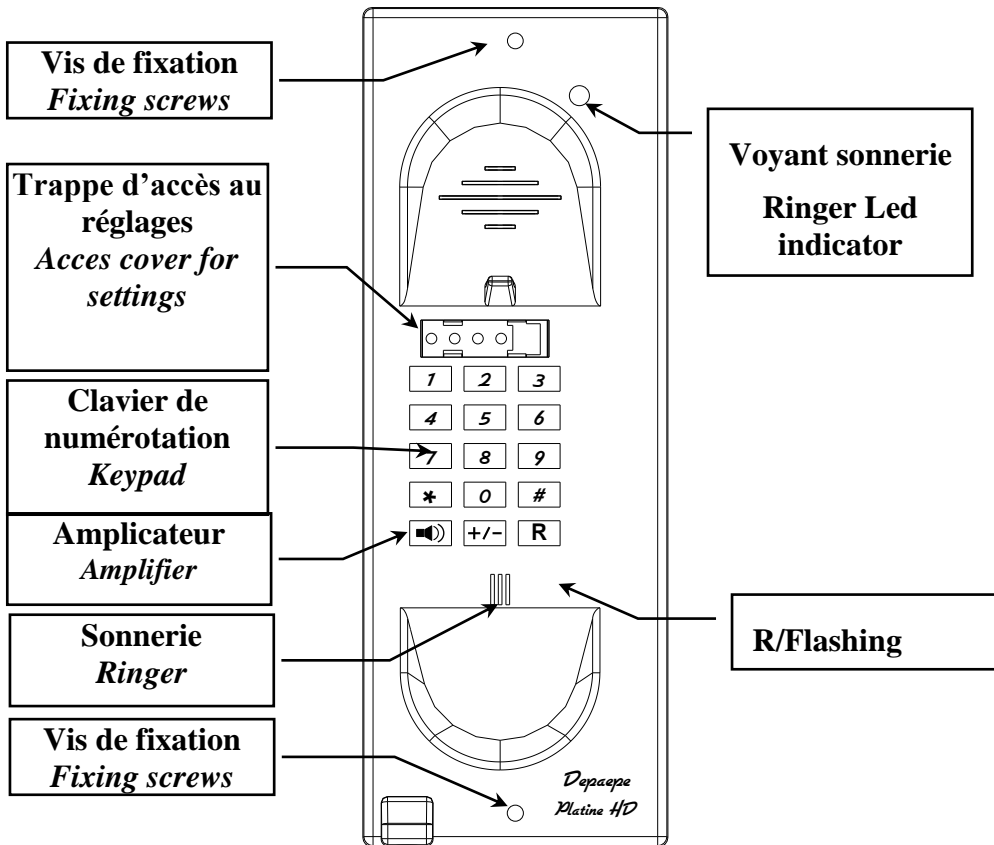 Vis de fixation
Fixing screws
Trappe d’accès au
réglages
Acces cover for
settings
Clavier de
numérotation
Keypad
Amplicateur
Amplifier
Sonnerie
Ringer
Vis de fixation
Fixing screws
1 2 3
4 5 6
7 8 9
* 0 #
+/- R
Depaepe
Platine HD
Voyant sonnerie
Ringer Led
indicator
R/Flashing